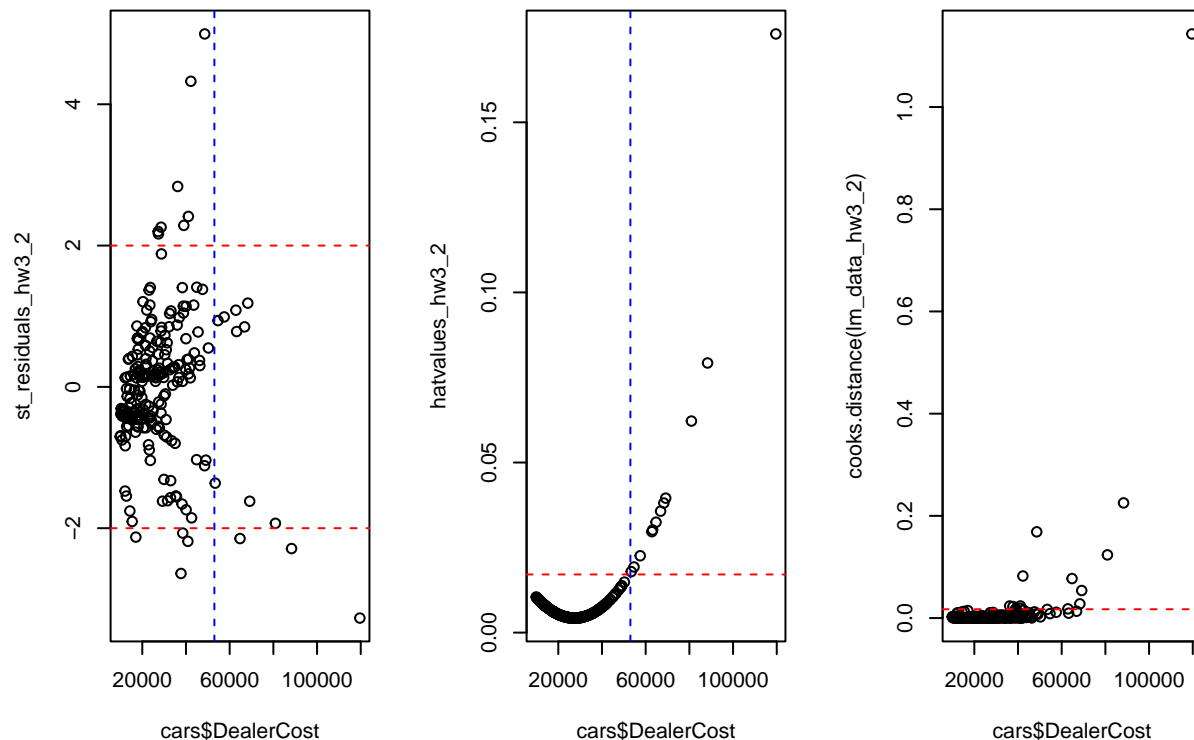 st_residuals_hw3_2
4
2
0
−2
20000 60000 100000
cars$DealerCost
hatvalues_hw3_2
0.15
0.10
0.05
0.00
20000 60000 100000
cars$DealerCost
cooks.distance(lm_data_hw3_2)
1.0
0.8
0.6
0.4
0.2
0.0
20000 60000 100000
cars$DealerCost